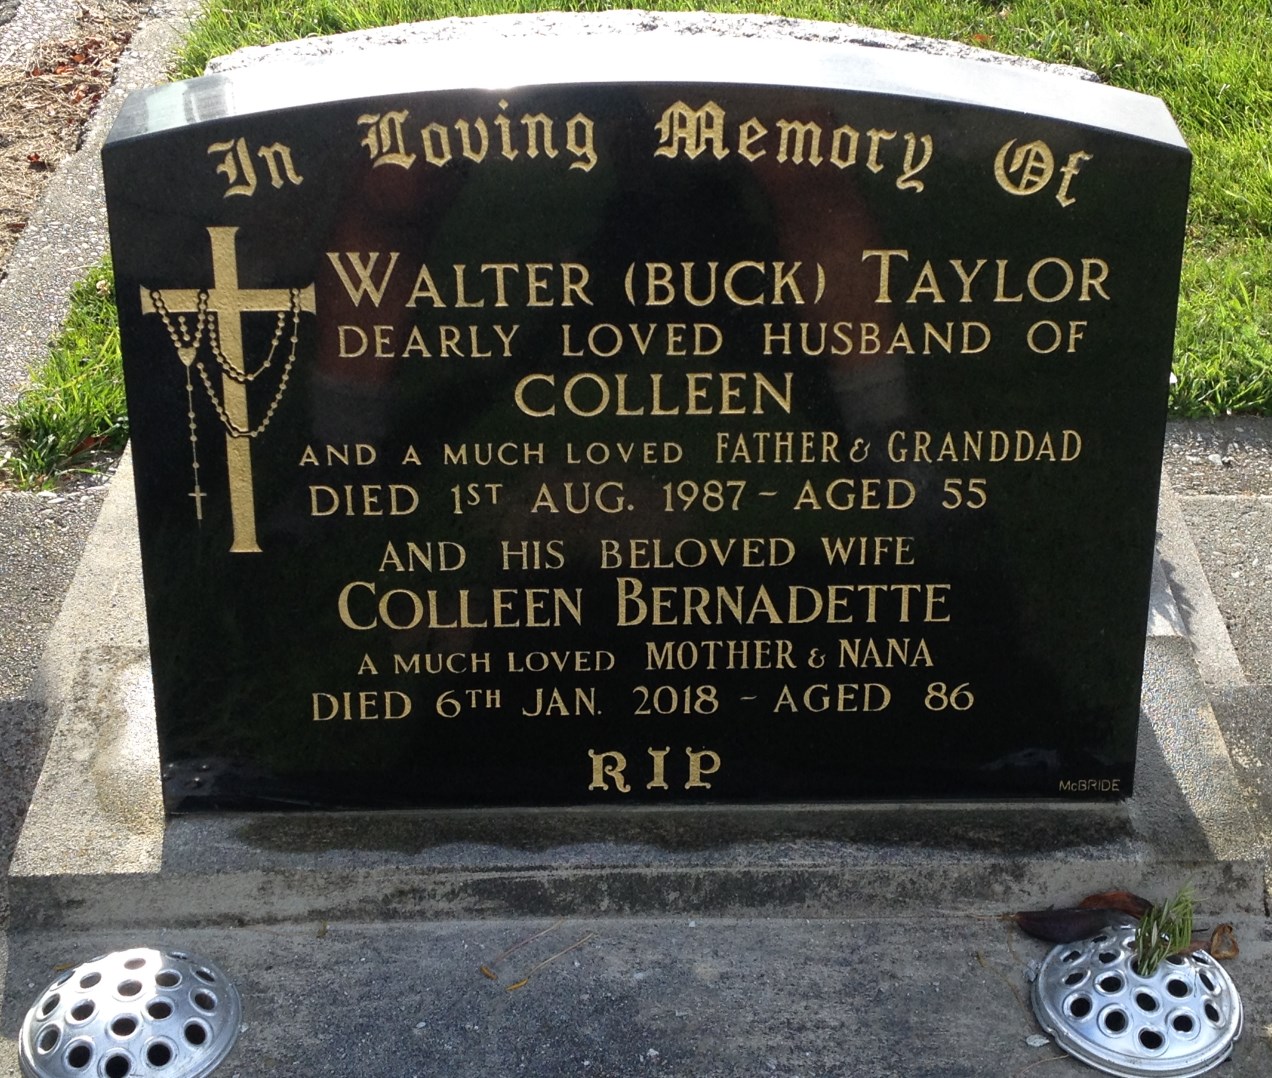 In Loving Memory Of
WALTER (BUCK) TAYLOR
DEARLY LOVED HUSBAND OF
COLLEEN
AND A MUCH LOVED FATHER & GRANDDAD
DIED 1ST AUG. 1987 ~ AGED 55
AND HIS BELOVED WIFE
COLLEEN BERNADETTE
A MUCH LOVED MOTHER & NANA
DIED 6TH JAN. 2018 ~ AGED 86
RIP
McBRIDE